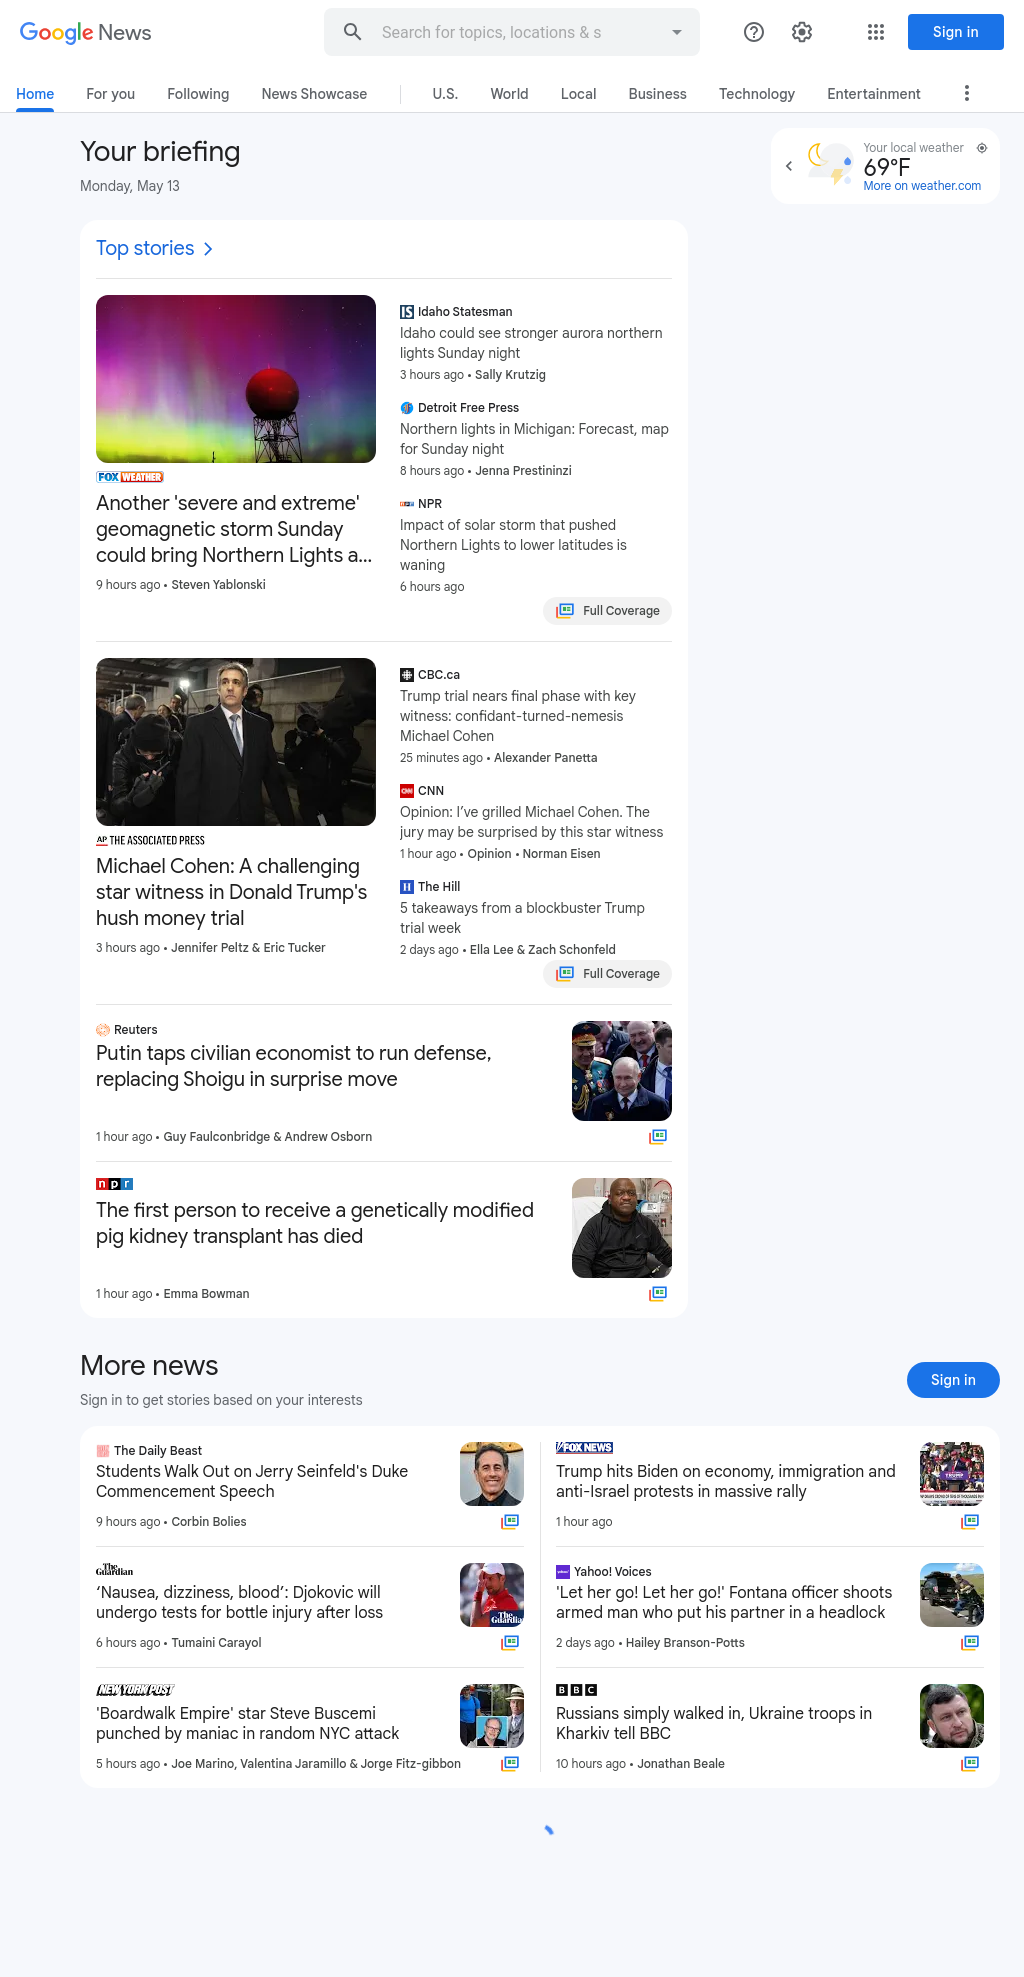 Google News
Search for topics, locations & s
Sign in
Home
For you
Following
News Showcase
U.S.
World
Local
Business
Technology
Entertainment
Your briefing
Monday, May 13
Your local weather
69°F
More on weather.com
Top stories
FOX WEATHER
Another 'severe and extreme'
geomagnetic storm Sunday
could bring Northern Lights a...
9 hours ago • Steven Yablonski
Idaho Statesman
Idaho could see stronger aurora northern
lights Sunday night
3 hours ago • Sally Krutzig
Detroit Free Press
Northern lights in Michigan: Forecast, map
for Sunday night
8 hours ago • Jenna Prestininzi
NPR
Impact of solar storm that pushed
Northern Lights to lower latitudes is
waning
6 hours ago
Full Coverage
AP THE ASSOCIATED PRESS
Michael Cohen: A challenging
star witness in Donald Trump's
hush money trial
3 hours ago • Jennifer Peltz & Eric Tucker
CBC.ca
Trump trial nears final phase with key
witness: confidant-turned-nemesis
Michael Cohen
25 minutes ago • Alexander Panetta
CNN
Opinion: I’ve grilled Michael Cohen. The
jury may be surprised by this star witness
1 hour ago • Opinion • Norman Eisen
The Hill
5 takeaways from a blockbuster Trump
trial week
2 days ago • Ella Lee & Zach Schonfeld
Full Coverage
Reuters
Putin taps civilian economist to run defense,
replacing Shoigu in surprise move
1 hour ago • Guy Faulconbridge & Andrew Osborn
npr
The first person to receive a genetically modified
pig kidney transplant has died
1 hour ago • Emma Bowman
More news
Sign in to get stories based on your interests
Sign in
The Daily Beast
Students Walk Out on Jerry Seinfeld's Duke
Commencement Speech
9 hours ago • Corbin Bolies
FOX NEWS
Trump hits Biden on economy, immigration and
anti-Israel protests in massive rally
1 hour ago
TRUMP
The Guardian
‘Nausea, dizziness, blood’: Djokovic will
undergo tests for bottle injury after loss
6 hours ago • Tumaini Carayol
The Guardian
Yahoo! Voices
'Let her go! Let her go!' Fontana officer shoots
armed man who put his partner in a headlock
2 days ago • Hailey Branson-Potts
NEW YORK POST
'Boardwalk Empire' star Steve Buscemi
punched by maniac in random NYC attack
5 hours ago • Joe Marino, Valentina Jaramillo & Jorge Fitz-gibbon
BBC
Russians simply walked in, Ukraine troops in
Kharkiv tell BBC
10 hours ago • Jonathan Beale